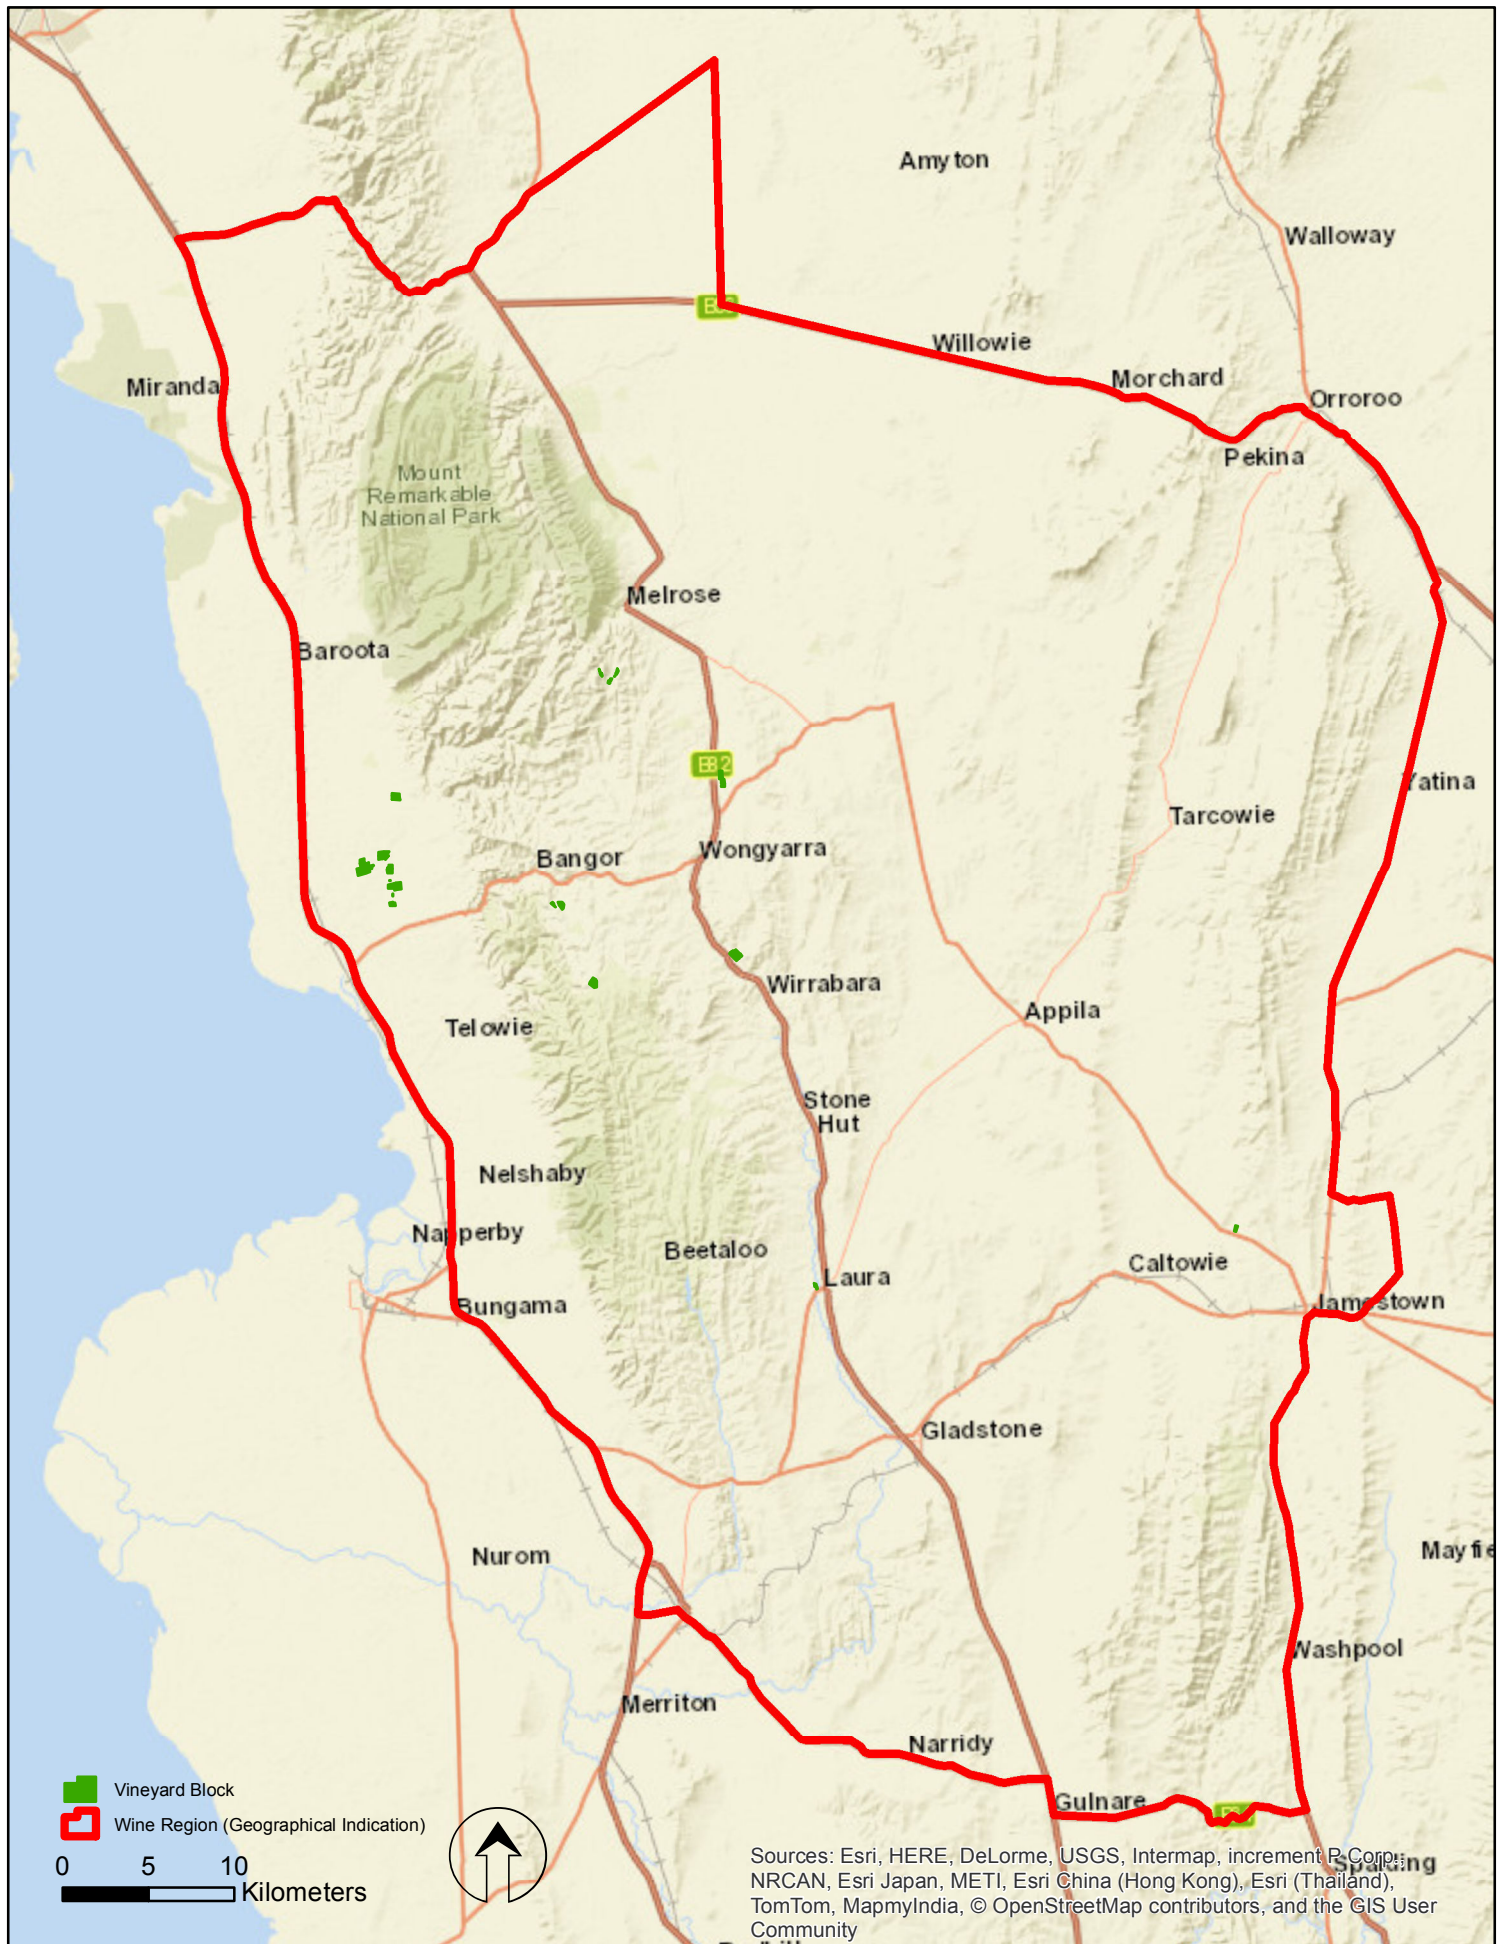 Amyton
Walloway
Willowie
Miranda
Morchard
Orroroo
Pekina
Mount
Remarkable
National Park
Melrose
Baroota
B82
Yatina
Tarcowie
Bangor
Wongyarra
Wirrabara
Appila
Telowie
Stone
Hut
Nelshaby
Napperby
Beetaloo
Caltowie
Laura
Bungama
Jamestown
Gladstone
Nurom
Washpool
Merriton
Narridy
Gulnare
Vineyard Block
Wine Region (Geographical Indication)
0 5 10
Kilometers
Spalding
Sources: Esri, HERE, DeLorme, USGS, Intermap, increment P Corp.,
NRCAN, Esri Japan, METI, Esri China (Hong Kong), Esri (Thailand),
TomTom, MapmyIndia, © OpenStreetMap contributors, and the GIS User
Community